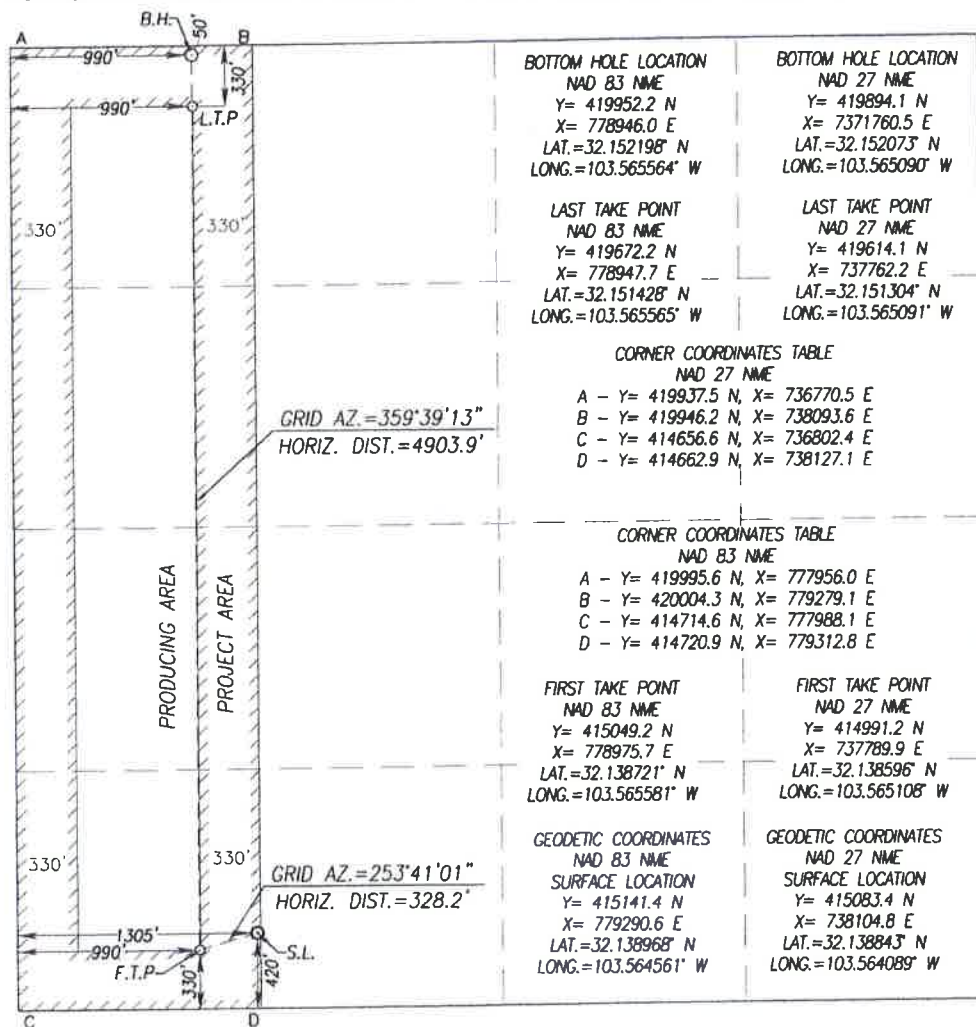 B.H.
A
B
990'
50'
330'
990'
L.T.P
330'
330'
BOTTOM HOLE LOCATION
NAD 83 NME
Y= 419952.2 N
X= 778946.0 E
LAT.=32.152198° N
LONG.=103.565564° W
BOTTOM HOLE LOCATION
NAD 27 NME
Y= 419894.1 N
X= 7371760.5 E
LAT.=32.152073° N
LONG.=103.565090° W
LAST TAKE POINT
NAD 83 NME
Y= 419672.2 N
X= 778947.7 E
LAT.=32.151428° N
LONG.=103.565565° W
LAST TAKE POINT
NAD 27 NME
Y= 419614.1 N
X= 737762.2 E
LAT.=32.151304° N
LONG.=103.565091° W
CORNER COORDINATES TABLE
NAD 27 NME
A - Y= 419937.5 N, X= 736770.5 E
B - Y= 419946.2 N, X= 738093.6 E
C - Y= 414656.6 N, X= 736802.4 E
D - Y= 414662.9 N, X= 738127.1 E
GRID AZ.=359°39'13"
HORIZ. DIST.=4903.9'
CORNER COORDINATES TABLE
NAD 83 NME
A - Y= 419995.6 N, X= 777956.0 E
B - Y= 420004.3 N, X= 779279.1 E
C - Y= 414714.6 N, X= 777988.1 E
D - Y= 414720.9 N, X= 779312.8 E
PRODUCING AREA
PROJECT AREA
FIRST TAKE POINT
NAD 83 NME
Y= 415049.2 N
X= 778975.7 E
LAT.=32.138721° N
LONG.=103.565581° W
FIRST TAKE POINT
NAD 27 NME
Y= 414991.2 N
X= 737789.9 E
LAT.=32.138596° N
LONG.=103.565108° W
330'
330'
GRID AZ.=253°41'01"
HORIZ. DIST.=328.2'
GEODETIC COORDINATES
NAD 83 NME
SURFACE LOCATION
Y= 415141.4 N
X= 779290.6 E
LAT.=32.138968° N
LONG.=103.564561° W
GEODETIC COORDINATES
NAD 27 NME
SURFACE LOCATION
Y= 415083.4 N
X= 738104.8 E
LAT.=32.138843° N
LONG.=103.564089° W
1305'
990'
S.L.
F.T.P
330'
420'
C
D